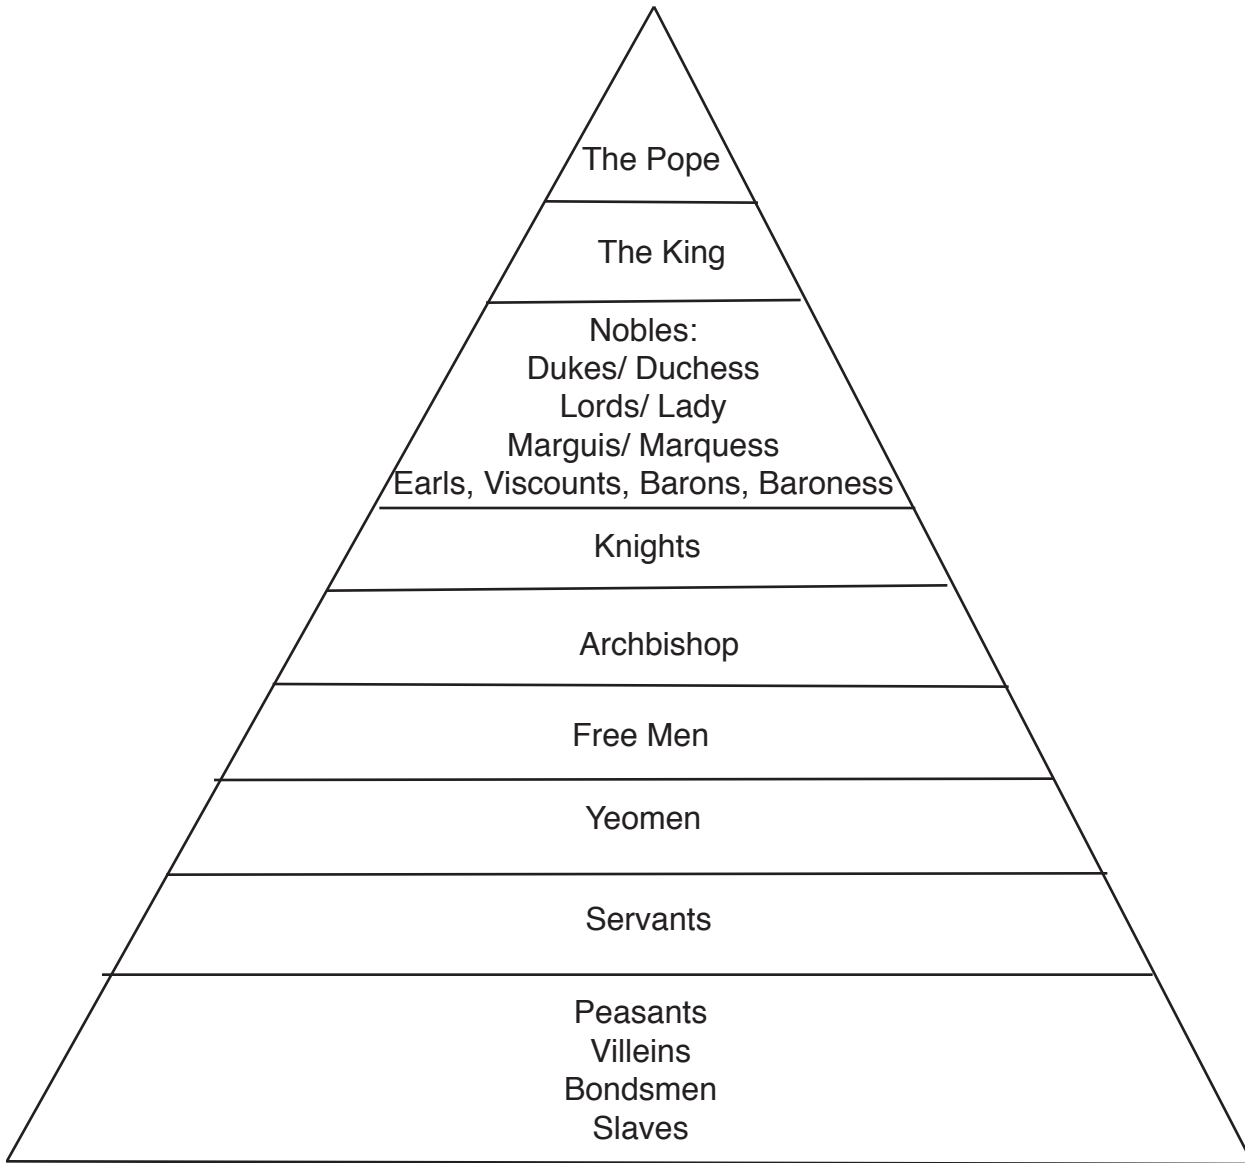 The Pope
The King
Nobles:
Dukes/ Duchess
Lords/ Lady
Marguis/ Marquess
Earls, Viscounts, Barons, Baroness
Knights
Archbishop
Free Men
Yeomen
Servants
Peasants
Villeins
Bondsmen
Slaves